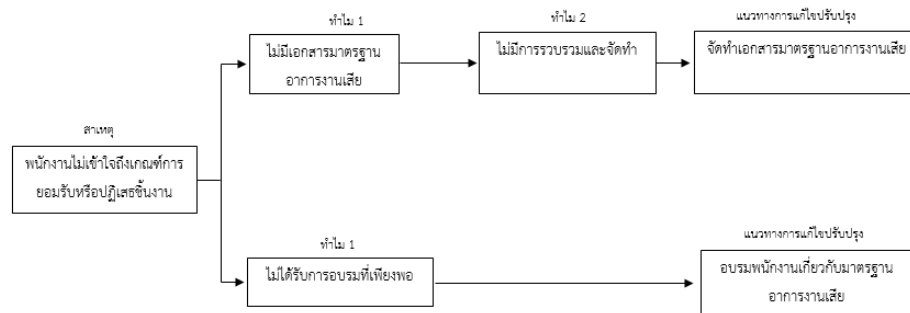 ทำไม 1
ทำไม 2
แนวทางการแก้ไขปรับปรุง
ไม่มีเอกสารมาตรฐาน
อาการงานเสีย
ไม่มีการรวบรวมและจัดทำ
จัดทำเอกสารมาตรฐานอาการงานเสีย
สาเหตุ
พนักงานไม่เข้าใจถึงเกณฑ์การ
ยอมรับหรือปฏิเสธชิ้นงาน
ทำไม 1
แนวทางการแก้ไขปรับปรุง
ไม่ได้รับการอบรมที่เพียงพอ
อบรมพนักงานเกี่ยวกับมาตรฐาน
อาการงานเสีย